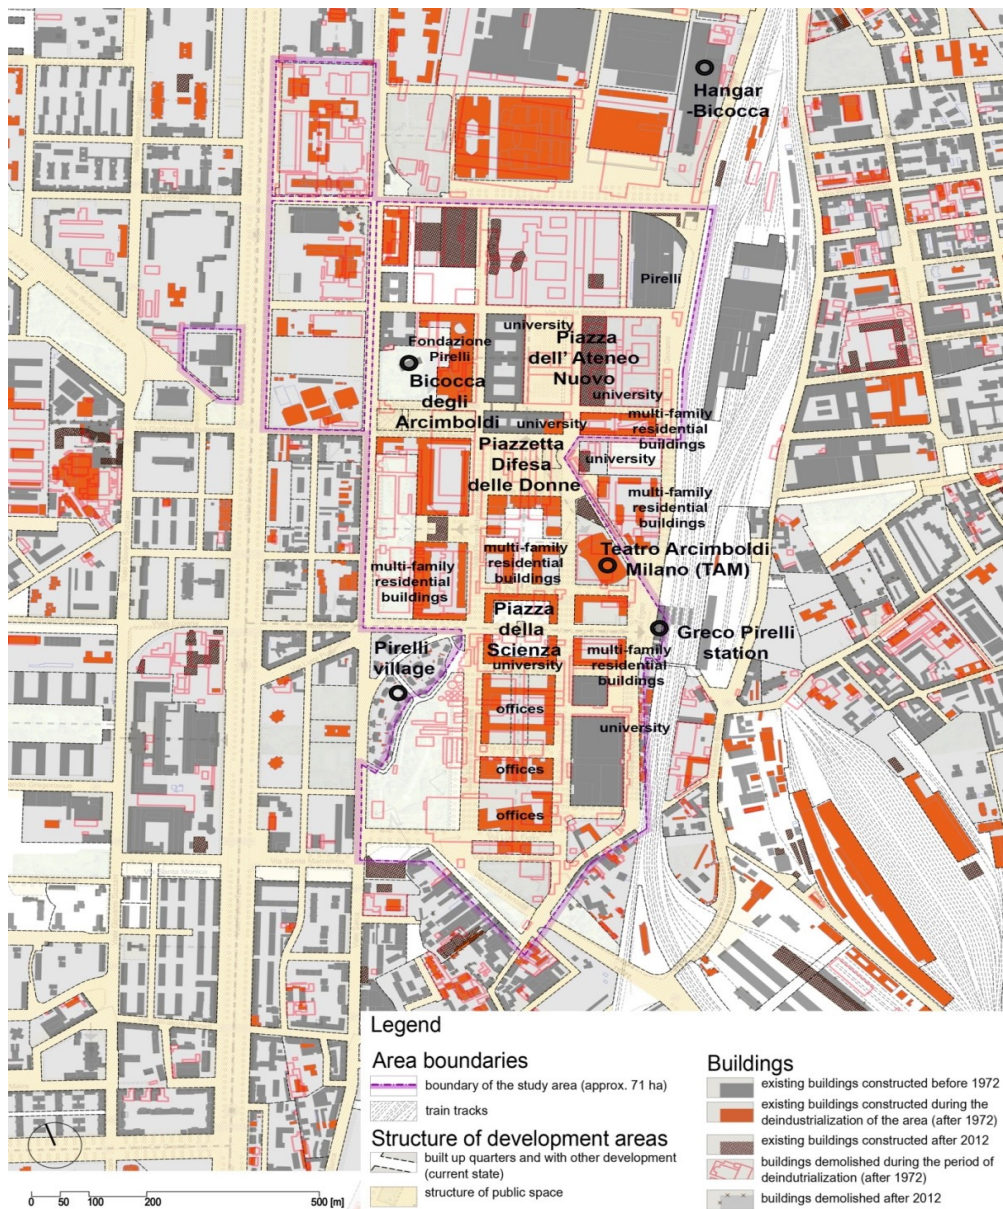 Hangar
-Bicocca
Pirelli
university
Fondazione
Pirelli
Piazza
dell' Ateneo
Nuovo
Bicocca
degli
Arcimboldi
university
university
multi-family
residential
buildings
Piazzetta
Difesa
delle Donne
university
multi-family
residential
buildings
multi-family
residential
buildings
multi-family
residential
buildings
Teatro Arcimboldi
Milano (TAM)
Piazza
della
Scienza
university
Greco Pirelli
station
Pirelli
village
multi-family
residential
buildings
offices
university
offices
offices
Legend
Area boundaries
boundary of the study area (approx. 71 ha)
train tracks
Structure of development areas
built up quarters and with other development
(current state)
structure of public space
Buildings
existing buildings constructed before 1972
existing buildings constructed during the
deindustrialization of the area (after 1972)
existing buildings constructed after 2012
buildings demolished during the period of
deindutrialization (after 1972)
buildings demolished after 2012
0 50 100 200 500 [m]